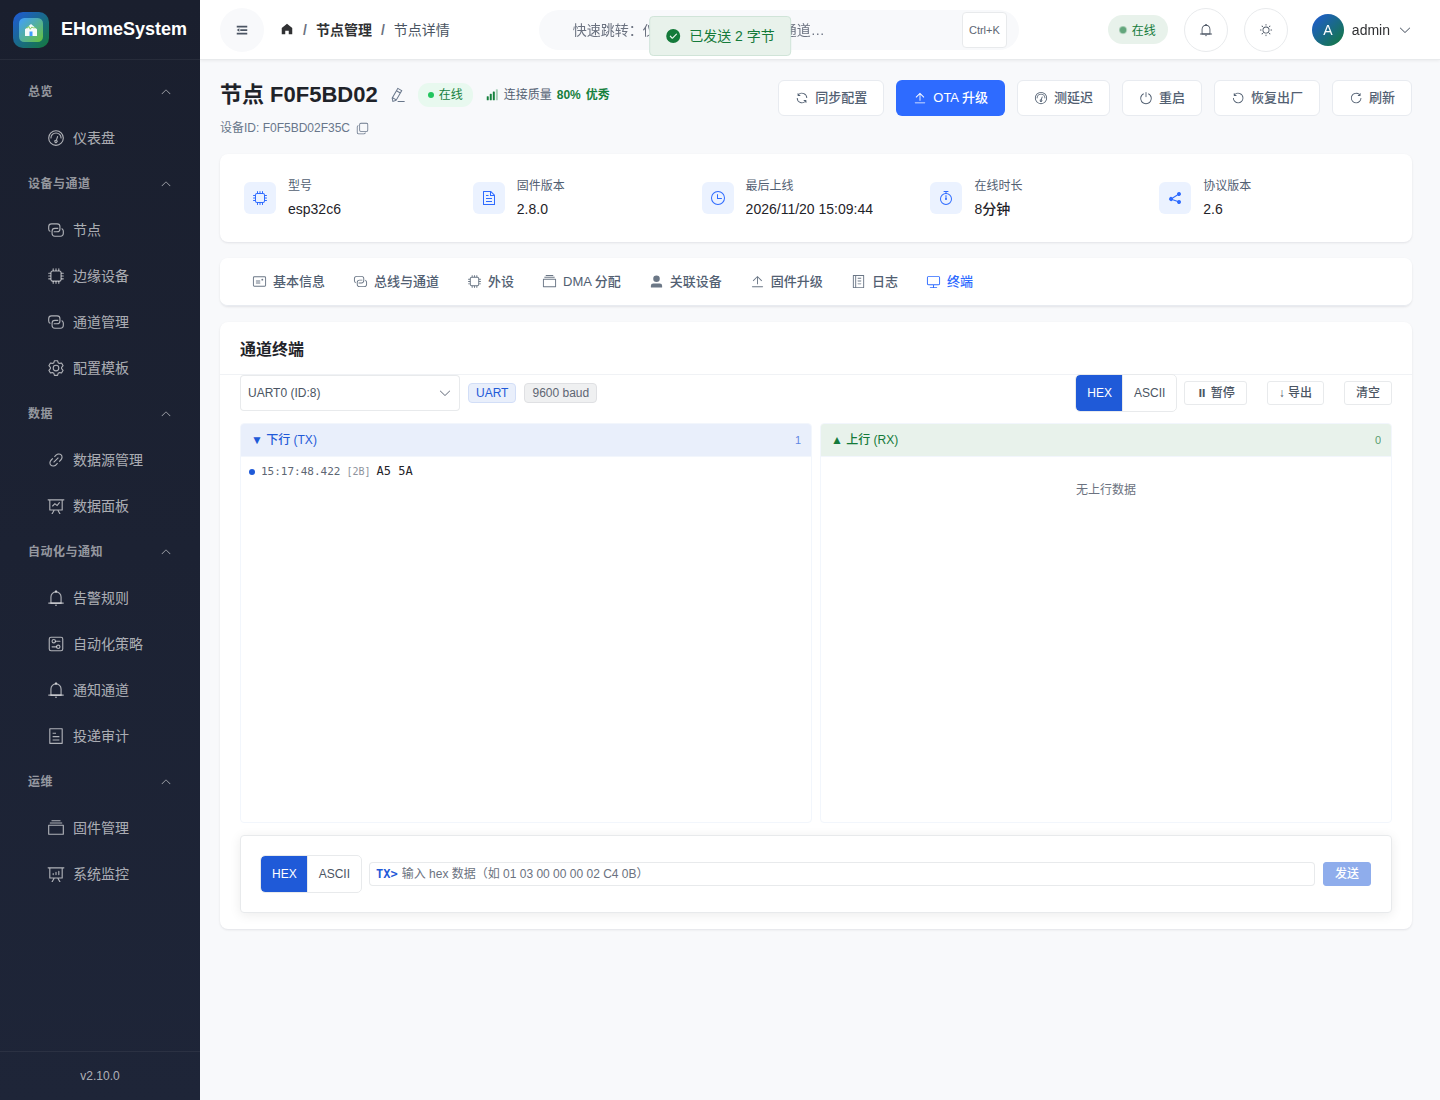 EHomeSystem
总览
仪表盘
设备与通道
节点
边缘设备
通道管理
配置模板
数据
数据源管理
数据面板
自动化与通知
告警规则
自动化策略
通知通道
投递审计
运维
固件管理
系统监控
v2.10.0
/ 节点管理 / 节点详情
快速跳转：
通道…
Ctrl+K
已发送 2 字节
在线
A admin
节点 F0F5BD02
在线
连接质量 80% 优秀
设备ID: F0F5BD02F35C
同步配置
OTA 升级
测延迟
重启
恢复出厂
刷新
型号
esp32c6
固件版本
2.8.0
最后上线
2026/11/20 15:09:44
在线时长
8分钟
协议版本
2.6
基本信息
总线与通道
外设
DMA 分配
关联设备
固件升级
日志
终端
通道终端
UART0 (ID:8)
UART
9600 baud
HEX ASCII
⏸ 暂停
↓ 导出
清空
▼ 下行 (TX) 1
15:17:48.422 [2B] A5 5A
▲ 上行 (RX) 0
无上行数据
HEX ASCII
TX> 输入 hex 数据（如 01 03 00 00 00 02 C4 0B）
发送